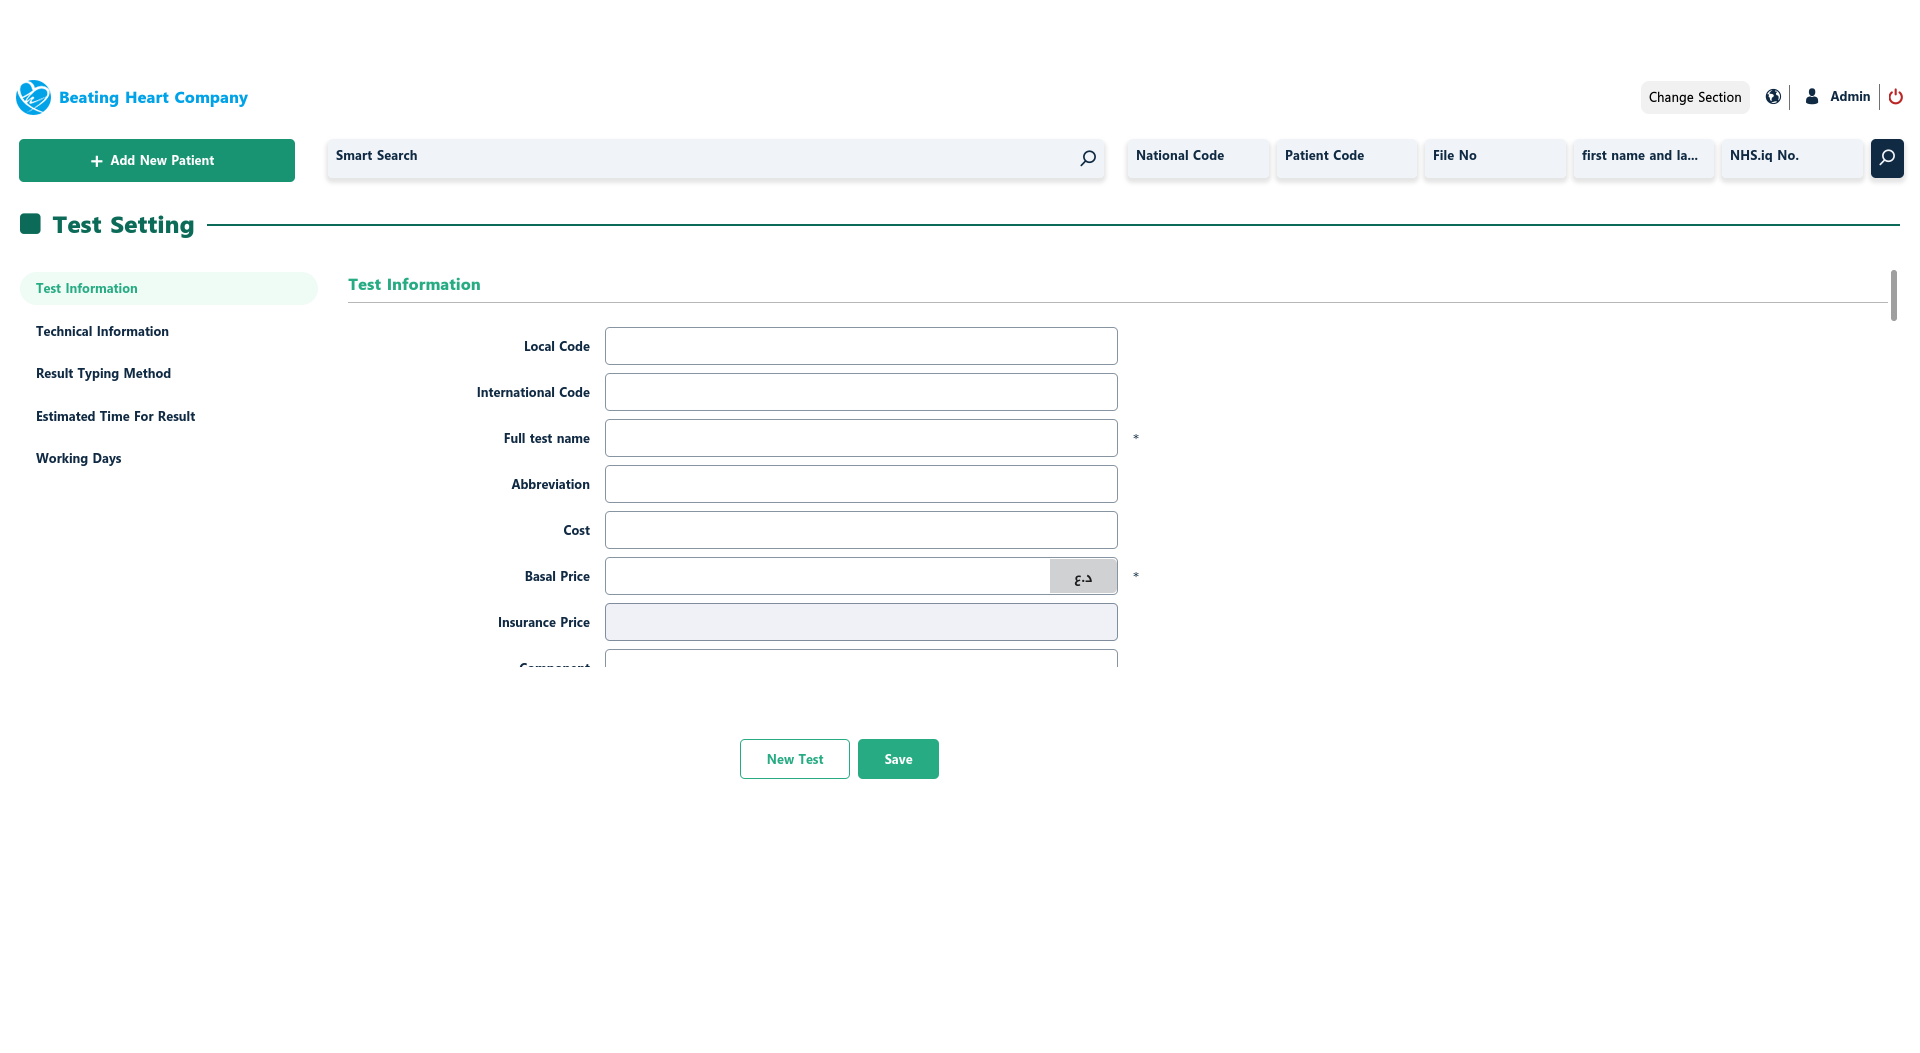 Beating Heart Company
Change Section
Admin
+ Add New Patient
Smart Search
National Code
Patient Code
File No
first name and la...
NHS.iq No.
Test Setting
Test Information
Technical Information
Result Typing Method
Estimated Time For Result
Working Days
Test Information
Local Code
International Code
Full test name *
Abbreviation
Cost
Basal Price د.ع *
Insurance Price
Component
New Test
Save